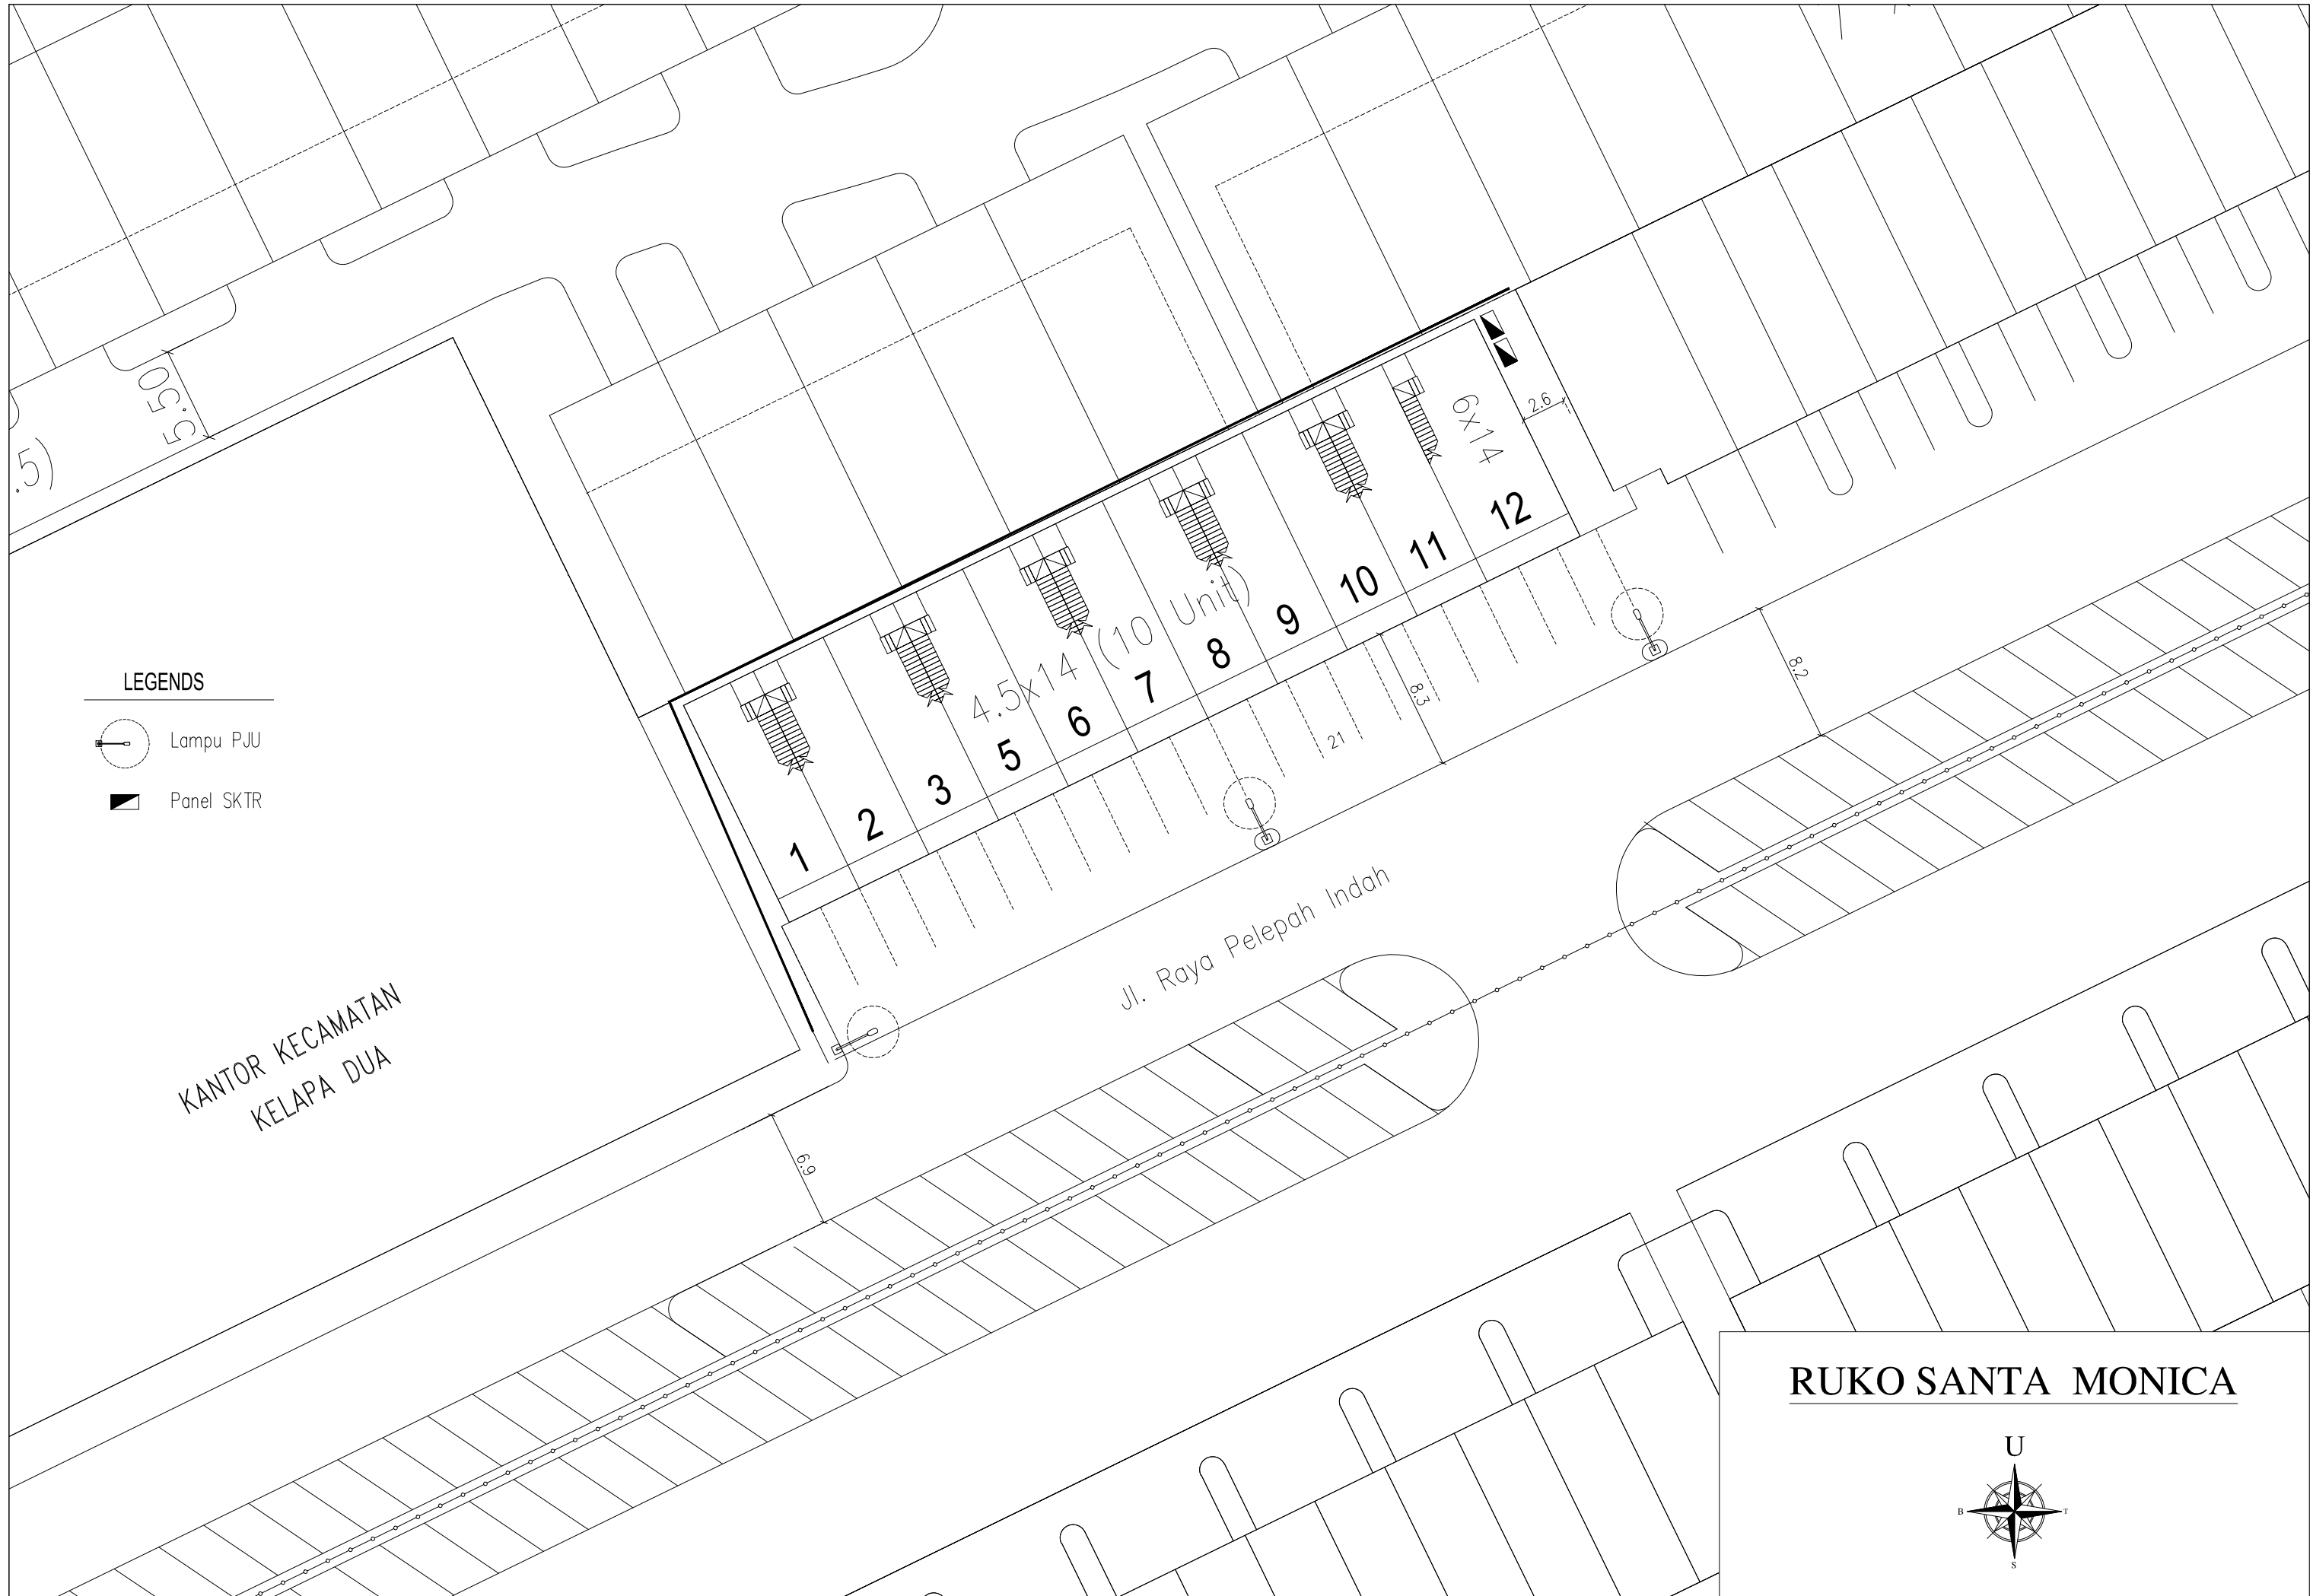 5.50
.5)
LEGENDS
Lampu PJU
Panel SKTR
6x14
2.6
4.5x14 (10 Unit)
1
2
3
5
6
7
8
9
10
11
12
21
8.3
8.2
Jl. Raya Pelepah Indah
KANTOR KECAMATAN
KELAPA DUA
6.9
RUKO SANTA MONICA
U
B
T
S